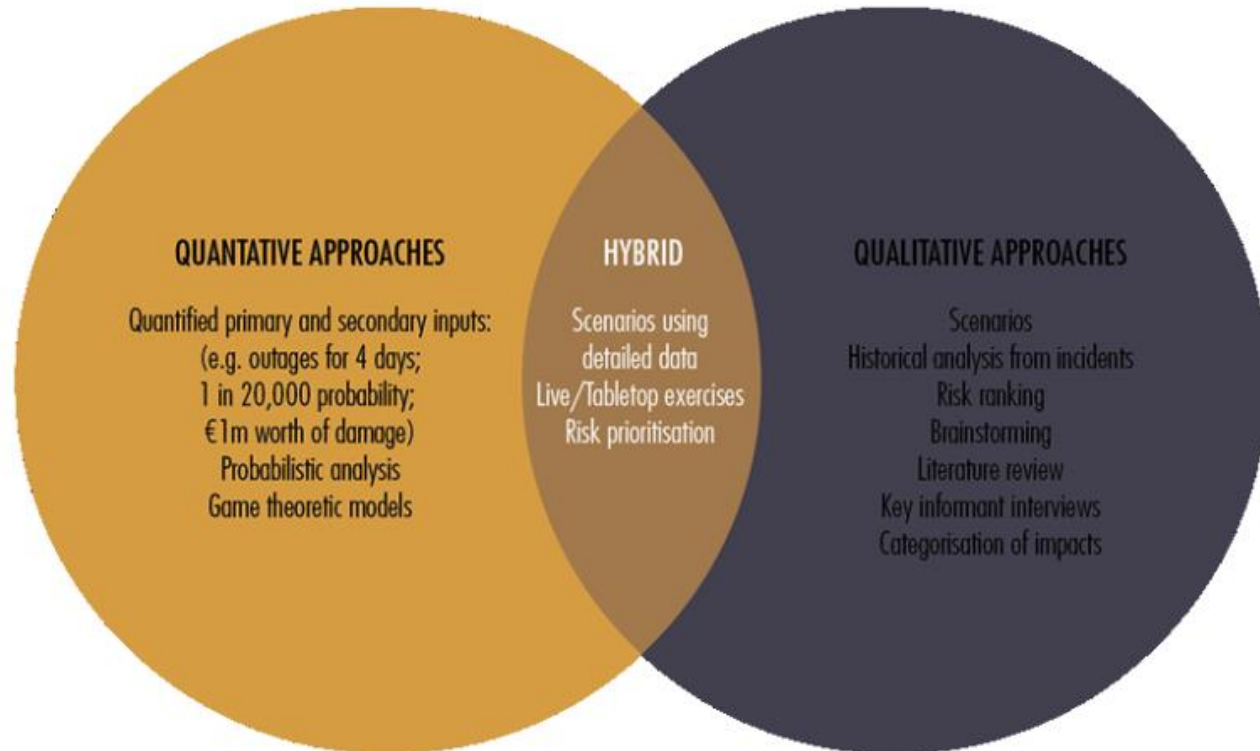 QUANTATIVE APPROACHES
Quantified primary and secondary inputs:
(e.g. outages for 4 days;
1 in 20,000 probability;
€1m worth of damage)
Probabilistic analysis
Game theoretic models
HYBRID
Scenarios using
detailed data
Live/Tabletop exercises
Risk prioritisation
QUALITATIVE APPROACHES
Scenarios
Historical analysis from incidents
Risk ranking
Brainstorming
Literature review
Key informant interviews
Categorisation of impacts